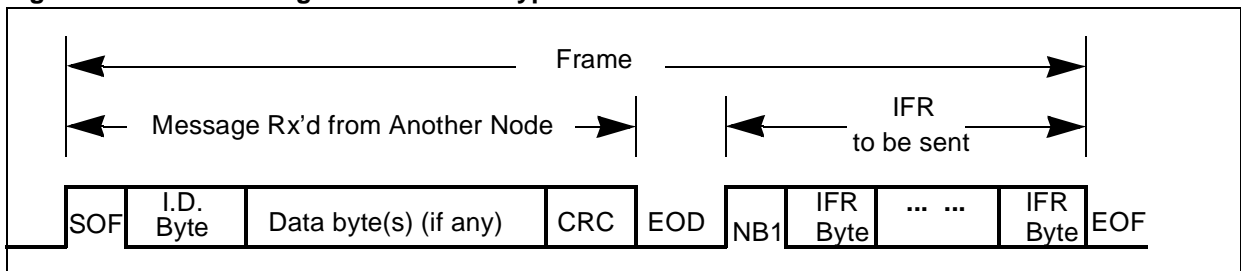 Frame
Message Rx'd from Another Node
IFR
to be sent
SOF
I.D.
Byte
Data byte(s) (if any)
CRC
EOD
NB1
IFR
Byte
... ...
IFR
Byte
EOF